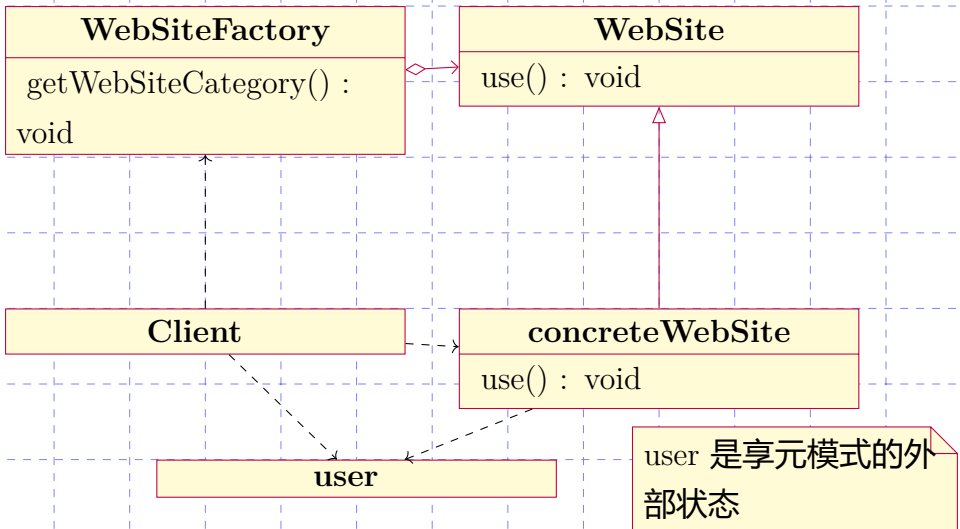 WebSiteFactory
getWebSiteCategory() :
void
WebSite
use() : void
Client
concreteWebSite
use() : void
user
user 是享元模式的外
部状态